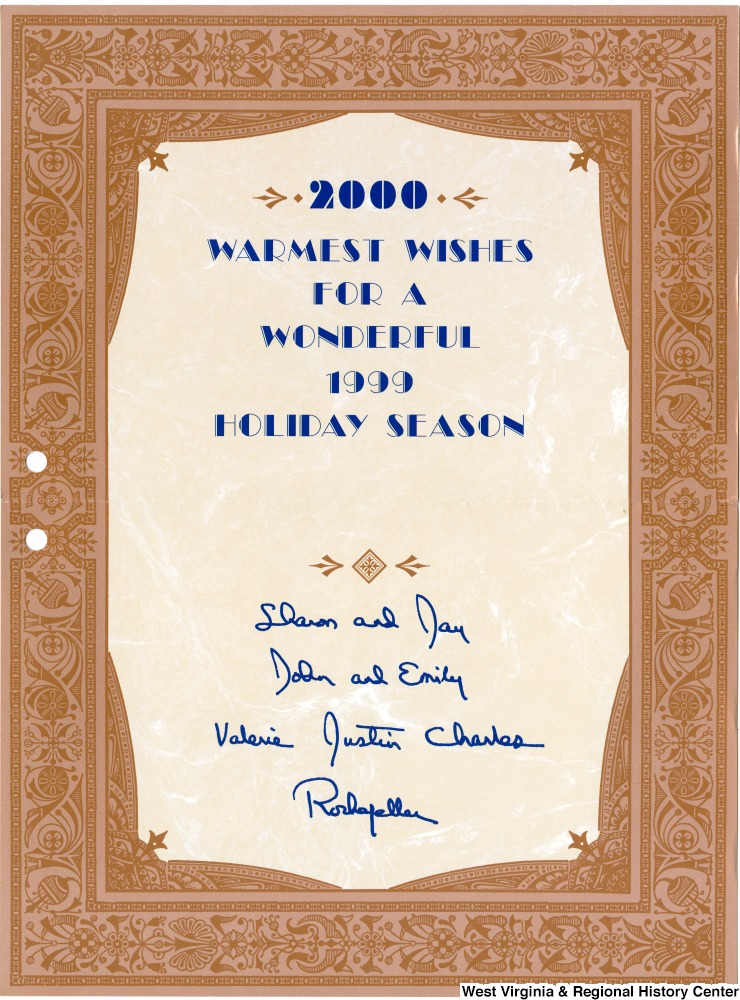 2000
WARMEST WISHES
FOR A
WONDERFUL
1999
HOLIDAY SEASON
Sharon and Jay
John and Emily
Valerie Justin Charles
Rockefeller
West Virginia & Regional History Center